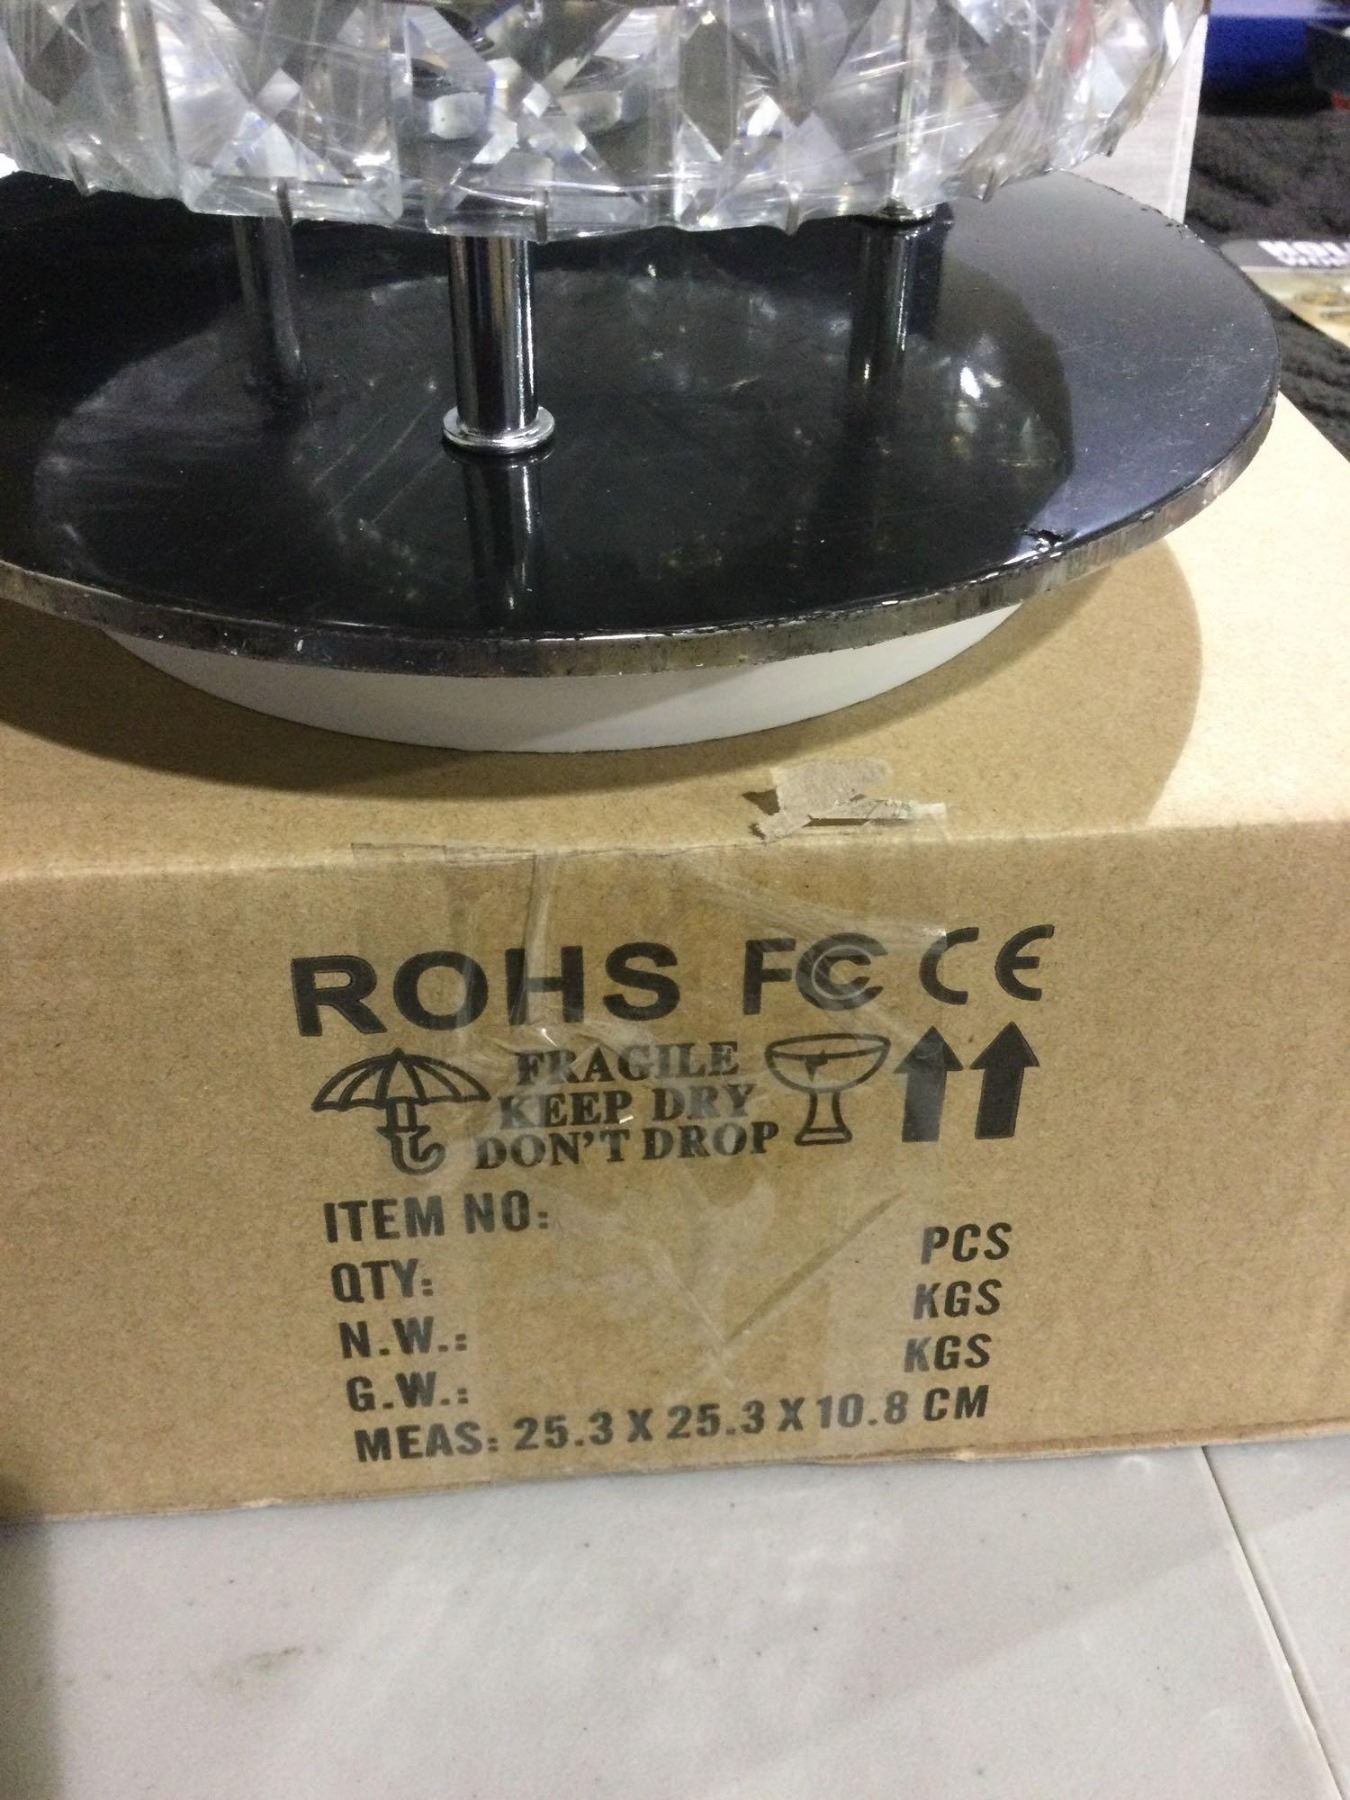 ROHS FC CE
FRAGILE
KEEP DRY
DON'T DROP
ITEM NO:
QTY: PCS
N.W.: KGS
G.W.: KGS
MEAS: 25.3 X 25.3 X 10.8 CM